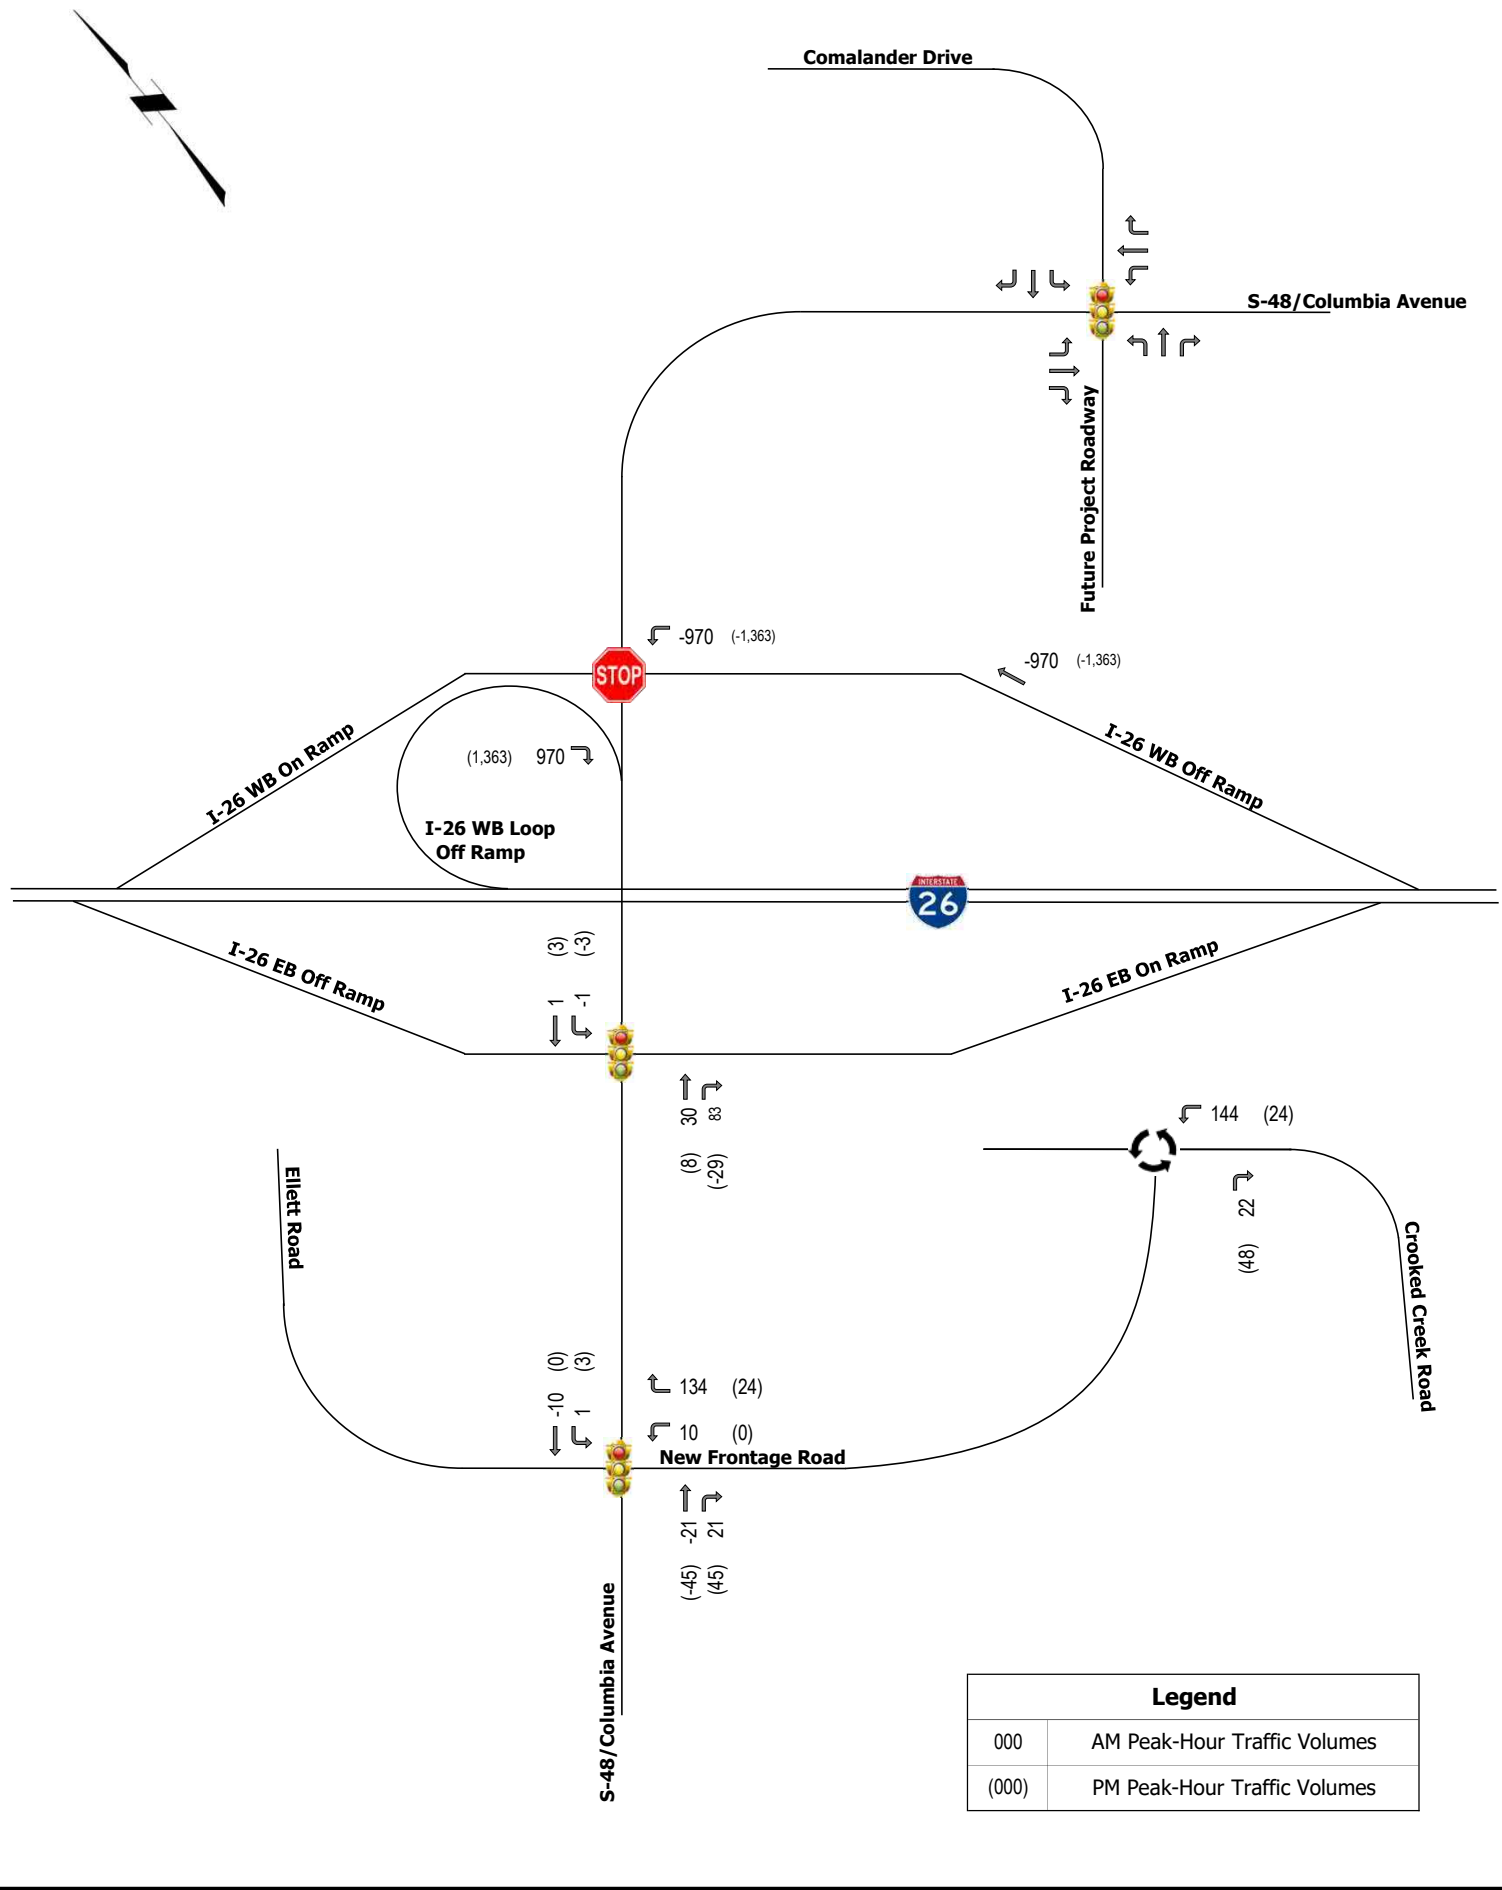 Comalander Drive
S-48/Columbia Avenue
Future Project Roadway
-970 (-1,363)
STOP
-970 (-1,363)
I-26 WB On Ramp
(1,363) 970
I-26 WB Off Ramp
I-26 WB Loop
Off Ramp
INTERSTATE
26
I-26 EB Off Ramp
(3)
(-3)
1
-1
I-26 EB On Ramp
30
83
(8)
(-29)
144 (24)
22
(48)
Ellett Road
Crooked Creek Road
(0)
(3)
-10
1
134 (24)
10 (0)
New Frontage Road
-21
21
(-45)
(45)
S-48/Columbia Avenue
Legend
000 AM Peak-Hour Traffic Volumes
(000) PM Peak-Hour Traffic Volumes